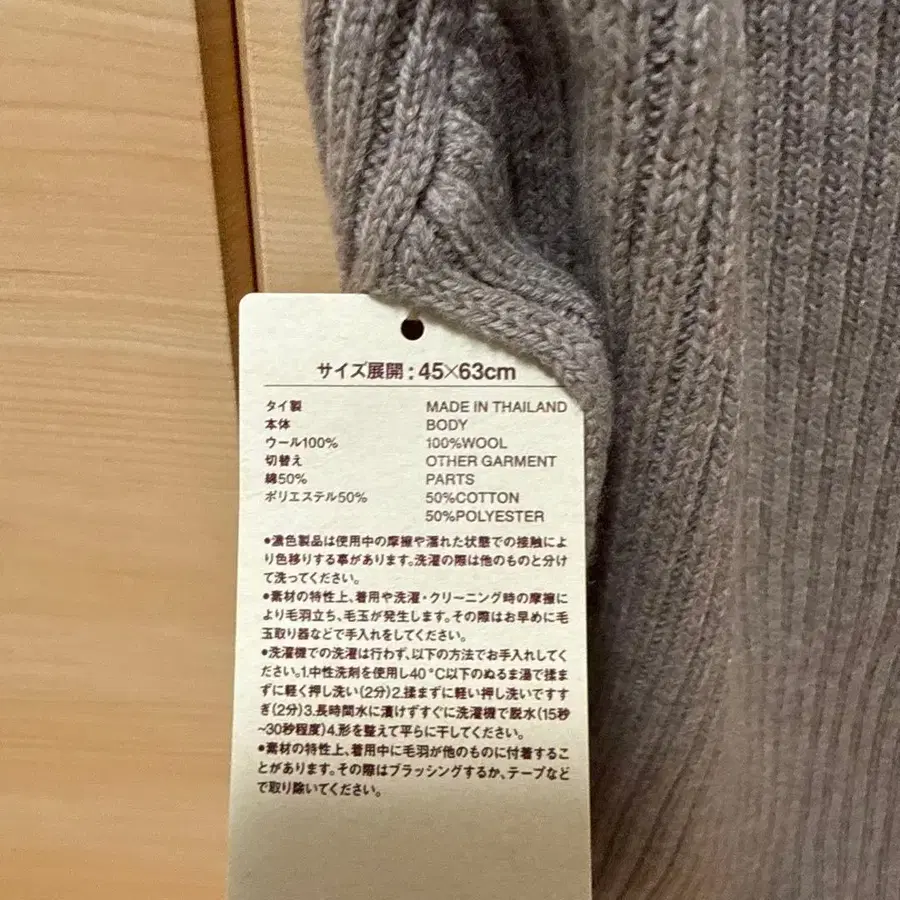 サイズ展開：45×63cm
タイ製 MADE IN THAILAND
本体 BODY
ウール100% 100%WOOL
切替え OTHER GARMENT
綿50% PARTS
ポリエステル50% 50%COTTON
50%POLYESTER
●濃色製品は使用中の摩擦や濡れた状態での接触によ
り色移りする事があります。洗濯の際は他のものと分け
て洗ってください。
●素材の特性上、着用や洗濯・クリーニング時の摩擦に
より毛羽立ち、毛玉が発生します。その際はお早めに毛
玉取り器などで手入れをしてください。
●洗濯機での洗濯は行わず、以下の方法でお手入れしてく
ださい。1.中性洗剤を使用し40℃以下のぬるま湯で揉ま
ずに軽く押し洗い(2分)2.揉まずに軽い押し洗いですす
ぎ(2分)3.長時間水に漬けずすぐに洗濯機で脱水(15秒
~30秒程度)4.形を整えて平らに干してください。
●素材の特性上、着用中に毛羽が他のものに付着するこ
とがあります。その際はブラッシングするか、テープなど
で取り除いてください。